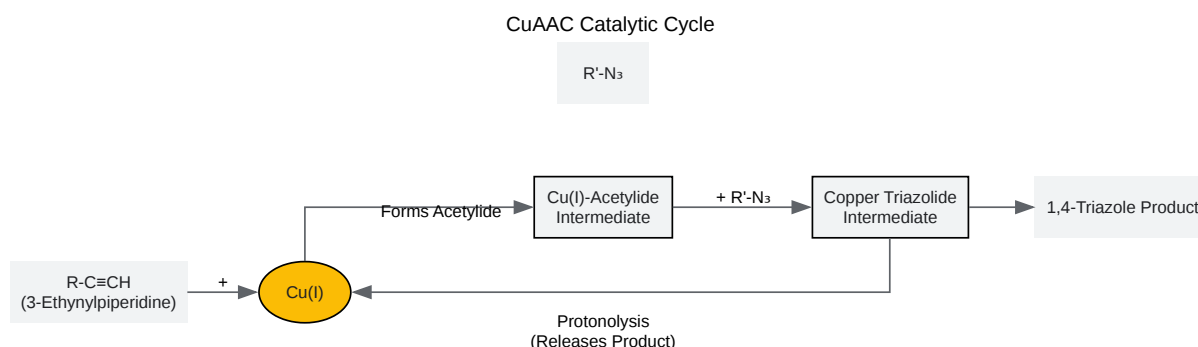 CuAAC Catalytic Cycle
R'-N₃
Cu(I)-Acetylide
Intermediate
+ R'-N₃
Copper Triazolide
Intermediate
1,4-Triazole Product
Forms Acetylide
R-C≡CH
(3-Ethynylpiperidine)
+
Cu(I)
Protonolysis
(Releases Product)